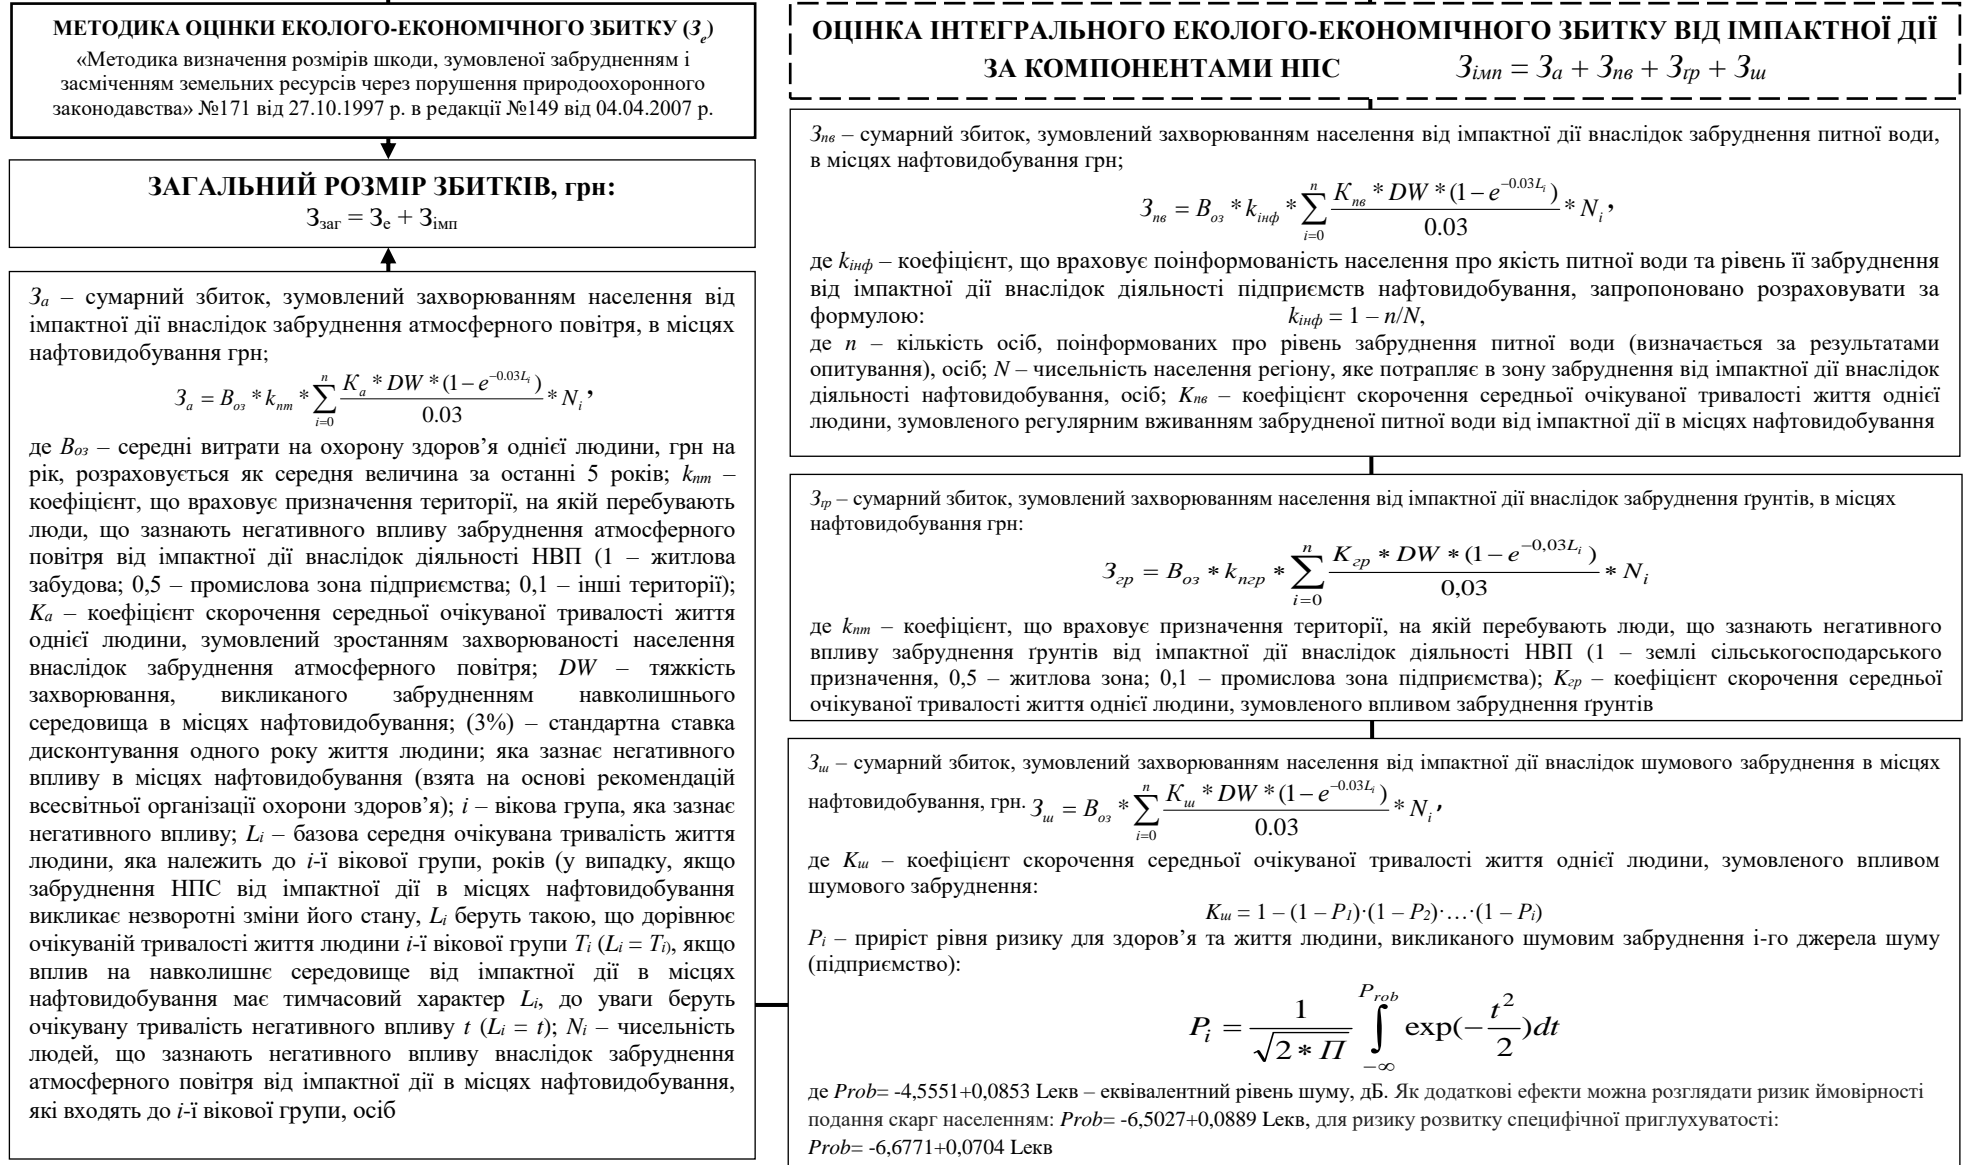 МЕТОДИКА ОЦІНКИ ЕКОЛОГО-ЕКОНОМІЧНОГО ЗБИТКУ (Зе)
«Методика визначення розмірів шкоди, зумовленої забрудненням і
засміченням земельних ресурсів через порушення природоохоронного
законодавства» №171 від 27.10.1997 р. в редакції №149 від 04.04.2007 р.
ЗАГАЛЬНИЙ РОЗМІР ЗБИТКІВ, грн:
Ззаг = Зе + Зімп
За – сумарний збиток, зумовлений захворюванням населення від
імпактної дії внаслідок забруднення атмосферного повітря, в місцях
нафтовидобування грн;
За = Воз * kпт * ∑(i=0, n) Ка * DW * (1 – e^(–0.03Li)) / 0.03 * Ni,
де Воз – середні витрати на охорону здоров’я однієї людини, грн на
рік, розраховується як середня величина за останні 5 років; kпт –
коефіцієнт, що враховує призначення території, на якій перебувають
люди, що зазнають негативного впливу забруднення атмосферного
повітря від імпактної дії внаслідок діяльності НВП (1 – житлова
забудова; 0,5 – промислова зона підприємства; 0,1 – інші території);
Ка – коефіцієнт скорочення середньої очікуваної тривалості життя
однієї людини, зумовлений зростанням захворюваності населення
внаслідок забруднення атмосферного повітря; DW – тяжкість
захворювання, викликаного забрудненням навколишнього
середовища в місцях нафтовидобування; (3%) – стандартна ставка
дисконтування одного року життя людини; яка зазнає негативного
впливу в місцях нафтовидобування (взята на основі рекомендацій
всесвітньої організації охорони здоров’я); i – вікова група, яка зазнає
негативного впливу; Li – базова середня очікувана тривалість життя
людини, яка належить до i-ї вікової групи, років (у випадку, якщо
забруднення НПС від імпактної дії в місцях нафтовидобування
викликає незворотні зміни його стану, Li беруть такою, що дорівнює
очікуваній тривалості життя людини i-ї вікової групи Ti (Li = Ti), якщо
вплив на навколишнє середовище від імпактної дії в місцях
нафтовидобування має тимчасовий характер Li, до уваги беруть
очікувану тривалість негативного впливу t (Li = t); Ni – чисельність
людей, що зазнають негативного впливу внаслідок забруднення
атмосферного повітря від імпактної дії в місцях нафтовидобування,
які входять до i-ї вікової групи, осіб
ОЦІНКА ІНТЕГРАЛЬНОГО ЕКОЛОГО-ЕКОНОМІЧНОГО ЗБИТКУ ВІД ІМПАКТНОЇ ДІЇ
ЗА КОМПОНЕНТАМИ НПС Зімп = За + Зпв + Зґр + Зш
Зпв – сумарний збиток, зумовлений захворюванням населення від імпактної дії внаслідок забруднення питної води,
в місцях нафтовидобування грн;
Зпв = Воз * kінф * ∑(i=0, n) Кпв * DW * (1 – e^(–0.03Li)) / 0.03 * Ni,
де kінф – коефіцієнт, що враховує поінформованість населення про якість питної води та рівень її забруднення
від імпактної дії внаслідок діяльності підприємств нафтовидобування, запропоновано розраховувати за
формулою: kінф = 1 – n/N,
де n – кількість осіб, поінформованих про рівень забруднення питної води (визначається за результатами
опитування), осіб; N – чисельність населення регіону, яке потрапляє в зону забруднення від імпактної дії внаслідок
діяльності нафтовидобування, осіб; Кпв – коефіцієнт скорочення середньої очікуваної тривалості життя однієї
людини, зумовленого регулярним вживанням забрудненої питної води від імпактної дії в місцях нафтовидобування
Зґр – сумарний збиток, зумовлений захворюванням населення від імпактної дії внаслідок забруднення ґрунтів, в місцях
нафтовидобування грн:
Згр = Воз * kпгр * ∑(i=0, n) Кгр * DW * (1 – e^(–0,03Li)) / 0,03 * Ni
де kпт – коефіцієнт, що враховує призначення території, на якій перебувають люди, що зазнають негативного
впливу забруднення ґрунтів від імпактної дії внаслідок діяльності НВП (1 – землі сільськогосподарського
призначення, 0,5 – житлова зона; 0,1 – промислова зона підприємства); Кгр – коефіцієнт скорочення середньої
очікуваної тривалості життя однієї людини, зумовленого впливом забруднення ґрунтів
Зш – сумарний збиток, зумовлений захворюванням населення від імпактної дії внаслідок шумового забруднення в місцях
нафтовидобування, грн. Зш = Воз * ∑(i=0, n) Кш * DW * (1 – e^(–0.03Li)) / 0.03 * Ni,
де Кш – коефіцієнт скорочення середньої очікуваної тривалості життя однієї людини, зумовленого впливом
шумового забруднення:
Кш = 1 – (1 – P1)·(1 – P2)·…·(1 – Pi)
Pi – приріст рівня ризику для здоров’я та життя людини, викликаного шумовим забруднення і-го джерела шуму
(підприємство):
Pi = 1 / √(2 * П) ∫(–∞, Prob) exp(–t²/2)dt
де Prob= -4,5551+0,0853 Lекв – еквівалентний рівень шуму, дБ. Як додаткові ефекти можна розглядати ризик ймовірності
подання скарг населенням: Prob= -6,5027+0,0889 Lекв, для ризику розвитку специфічної приглухуватості:
Prob= -6,6771+0,0704 Lекв